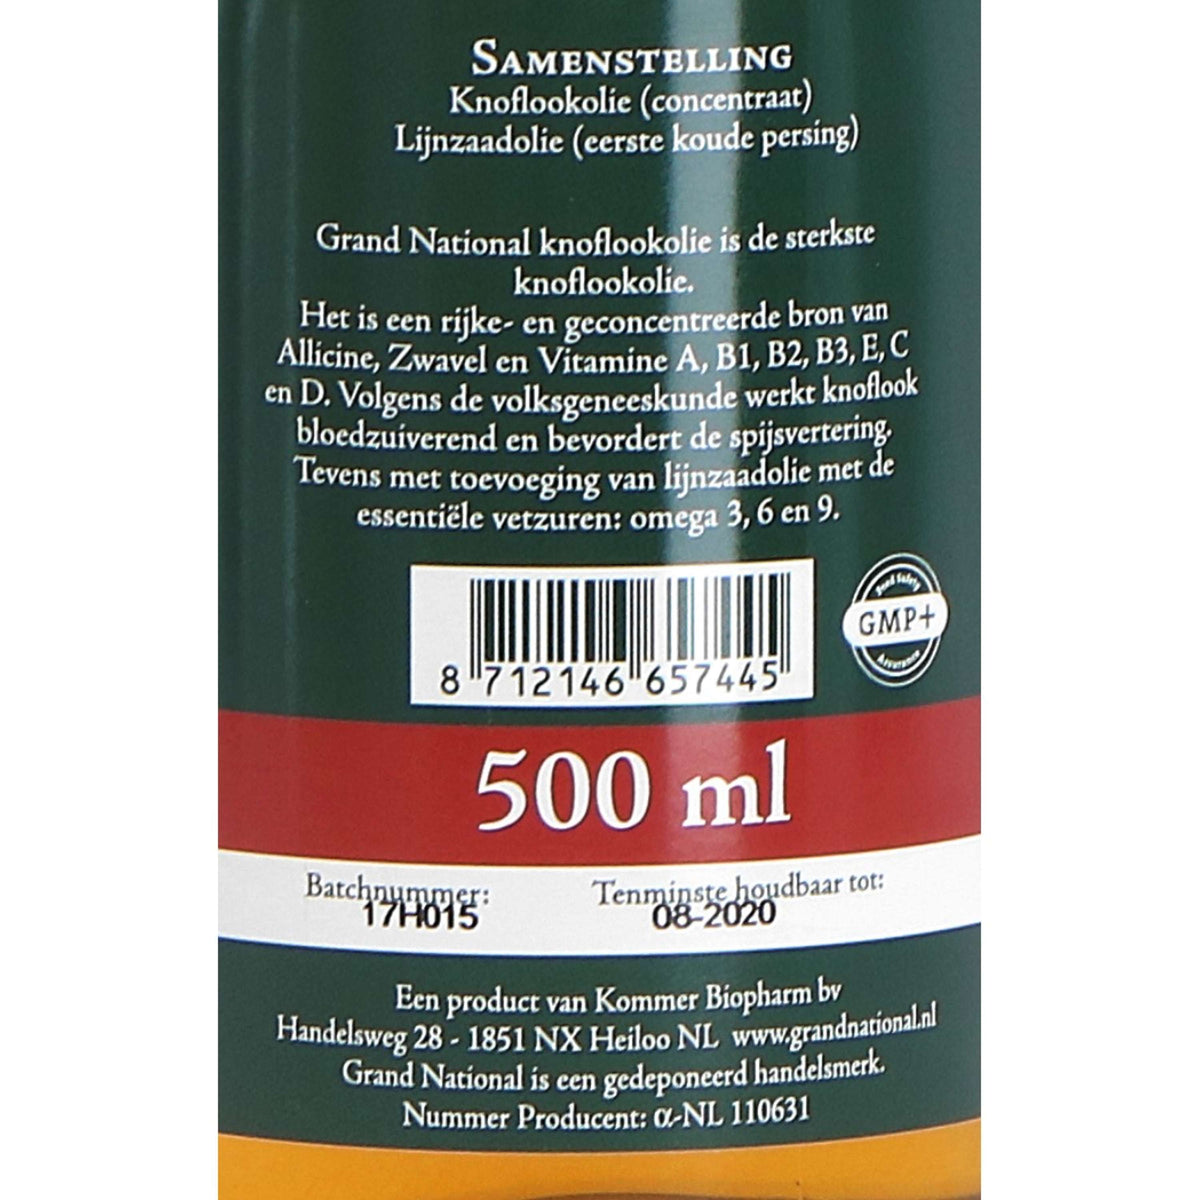 SAMENSTELLING
Knoflookolie (concentraat)
Lijnzaadolie (eerste koude persing)
Grand National knoflookolie is de sterkste
knoflookolie.
Het is een rijke- en geconcentreerde bron van
Allicine, Zwavel en Vitamine A, B1, B2, B3, E, C
en D. Volgens de volksgeneeskunde werkt knoflook
bloedzuiverend en bevordert de spijsvertering.
Tevens met toevoeging van lijnzaadolie met de
essentiële vetzuren: omega 3, 6 en 9.
8 712146 657445
Feed Safety
GMP+
Assurance
500 ml
Batchnummer: Tenminste houdbaar tot:
17H015 08-2020
Een product van Kommer Biopharm bv
Handelsweg 28 - 1851 NX Heiloo NL www.grandnational.nl
Grand National is een gedeponeerd handelsmerk.
Nummer Producent: α-NL 110631